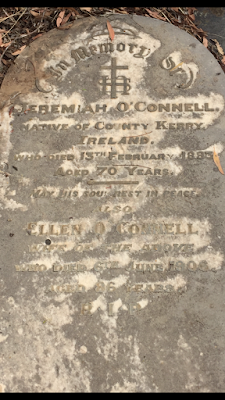 In Memory
Of
JEREMIAH O'CONNELL.
NATIVE OF COUNTY KERRY,
IRELAND.
WHO DIED 15TH FEBRUARY
AGED 70 YEARS.
MAY HIS SOUL REST IN PEACE.
ALSO
ELLEN O'CONNELL
WIFE OF THE ABOVE
WHO DIED JUNE
AGED 86 YEARS
R.I.P.